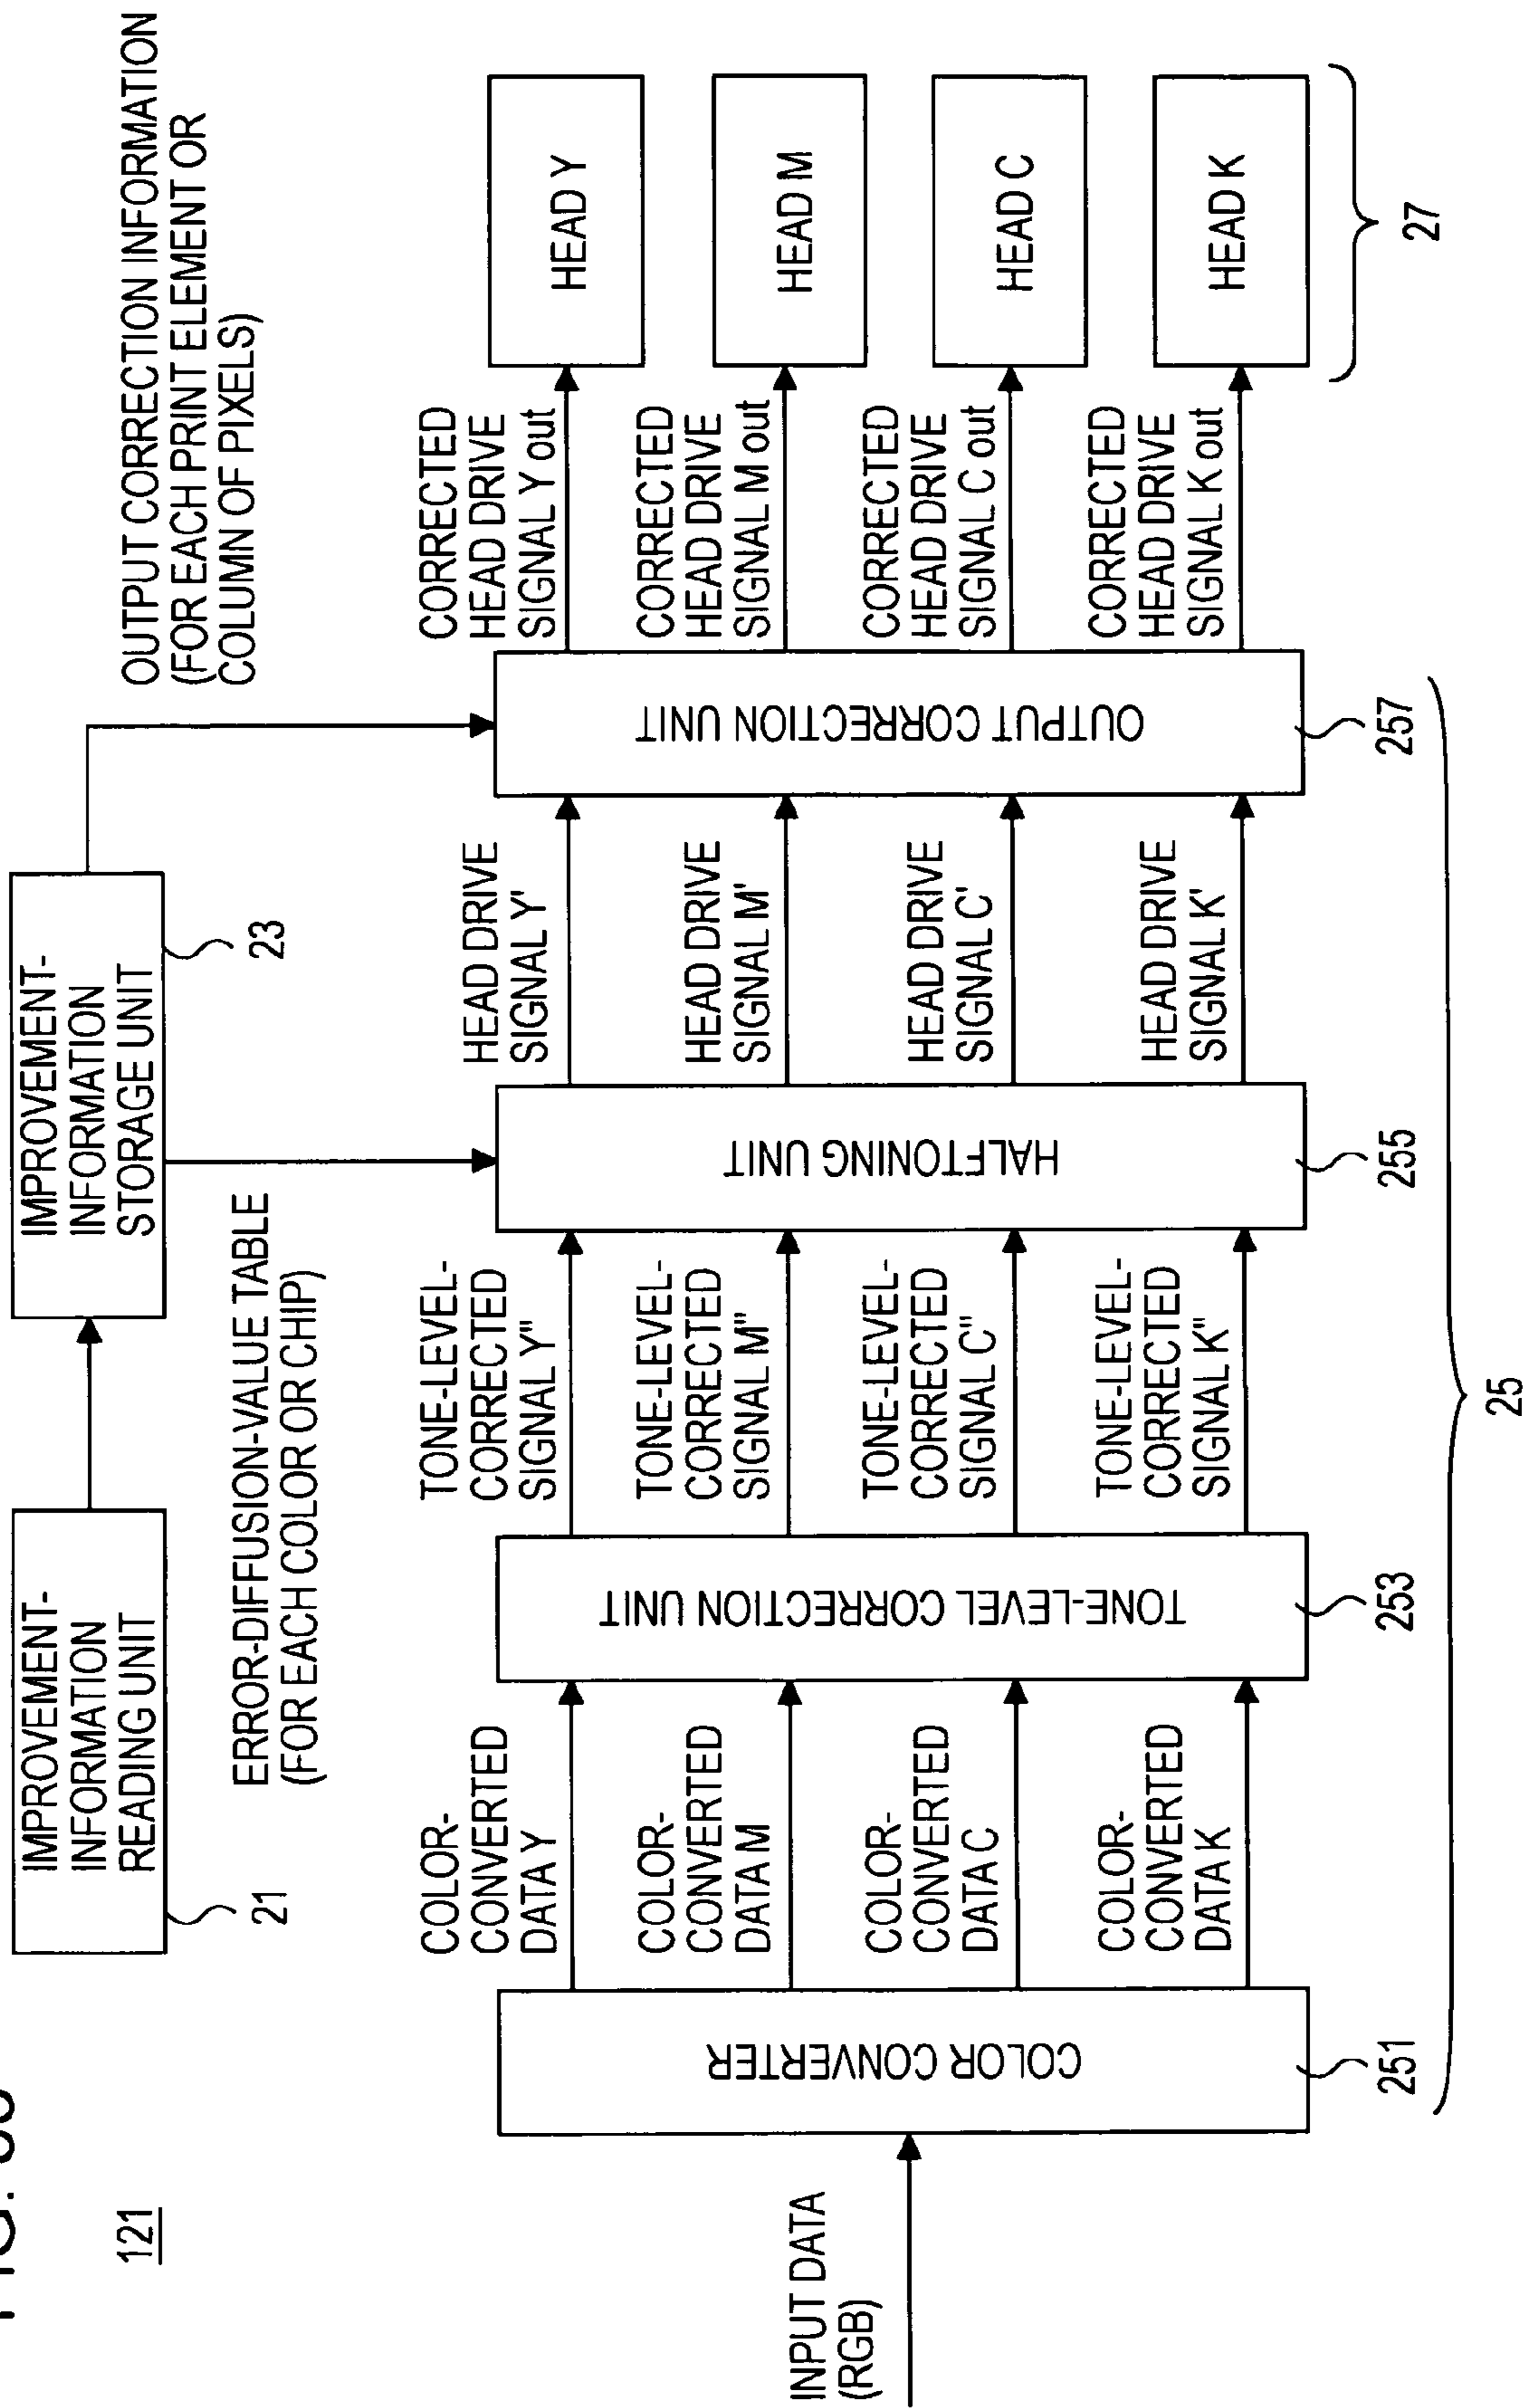 FIG.
121
IMPROVEMENT-
INFORMATION
READING UNIT
21
IMPROVEMENT-
INFORMATION
STORAGE UNIT
23
ERROR-DIFFUSION-VALUE TABLE
(FOR EACH COLOR OR CHIP)
OUTPUT CORRECTION INFORMATION
(FOR EACH PRINT ELEMENT OR
COLUMN OF PIXELS)
INPUT DATA
(RGB)
COLOR CONVERTER
251
COLOR-
CONVERTED
DATA Y
COLOR-
CONVERTED
DATA M
COLOR-
CONVERTED
DATA C
COLOR-
CONVERTED
DATA K
TONE-LEVEL CORRECTION UNIT
253
TONE-LEVEL-
CORRECTED
SIGNAL Y"
TONE-LEVEL-
CORRECTED
SIGNAL M"
TONE-LEVEL-
CORRECTED
SIGNAL C"
TONE-LEVEL-
CORRECTED
SIGNAL K"
HALFTONING UNIT
255
HEAD DRIVE
SIGNAL Y'
HEAD DRIVE
SIGNAL M'
HEAD DRIVE
SIGNAL C'
HEAD DRIVE
SIGNAL K'
OUTPUT CORRECTION UNIT
257
CORRECTED
HEAD DRIVE
SIGNAL Y out
CORRECTED
HEAD DRIVE
SIGNAL M out
CORRECTED
HEAD DRIVE
SIGNAL C out
CORRECTED
HEAD DRIVE
SIGNAL K out
HEAD Y
HEAD M
HEAD C
HEAD K
27
25